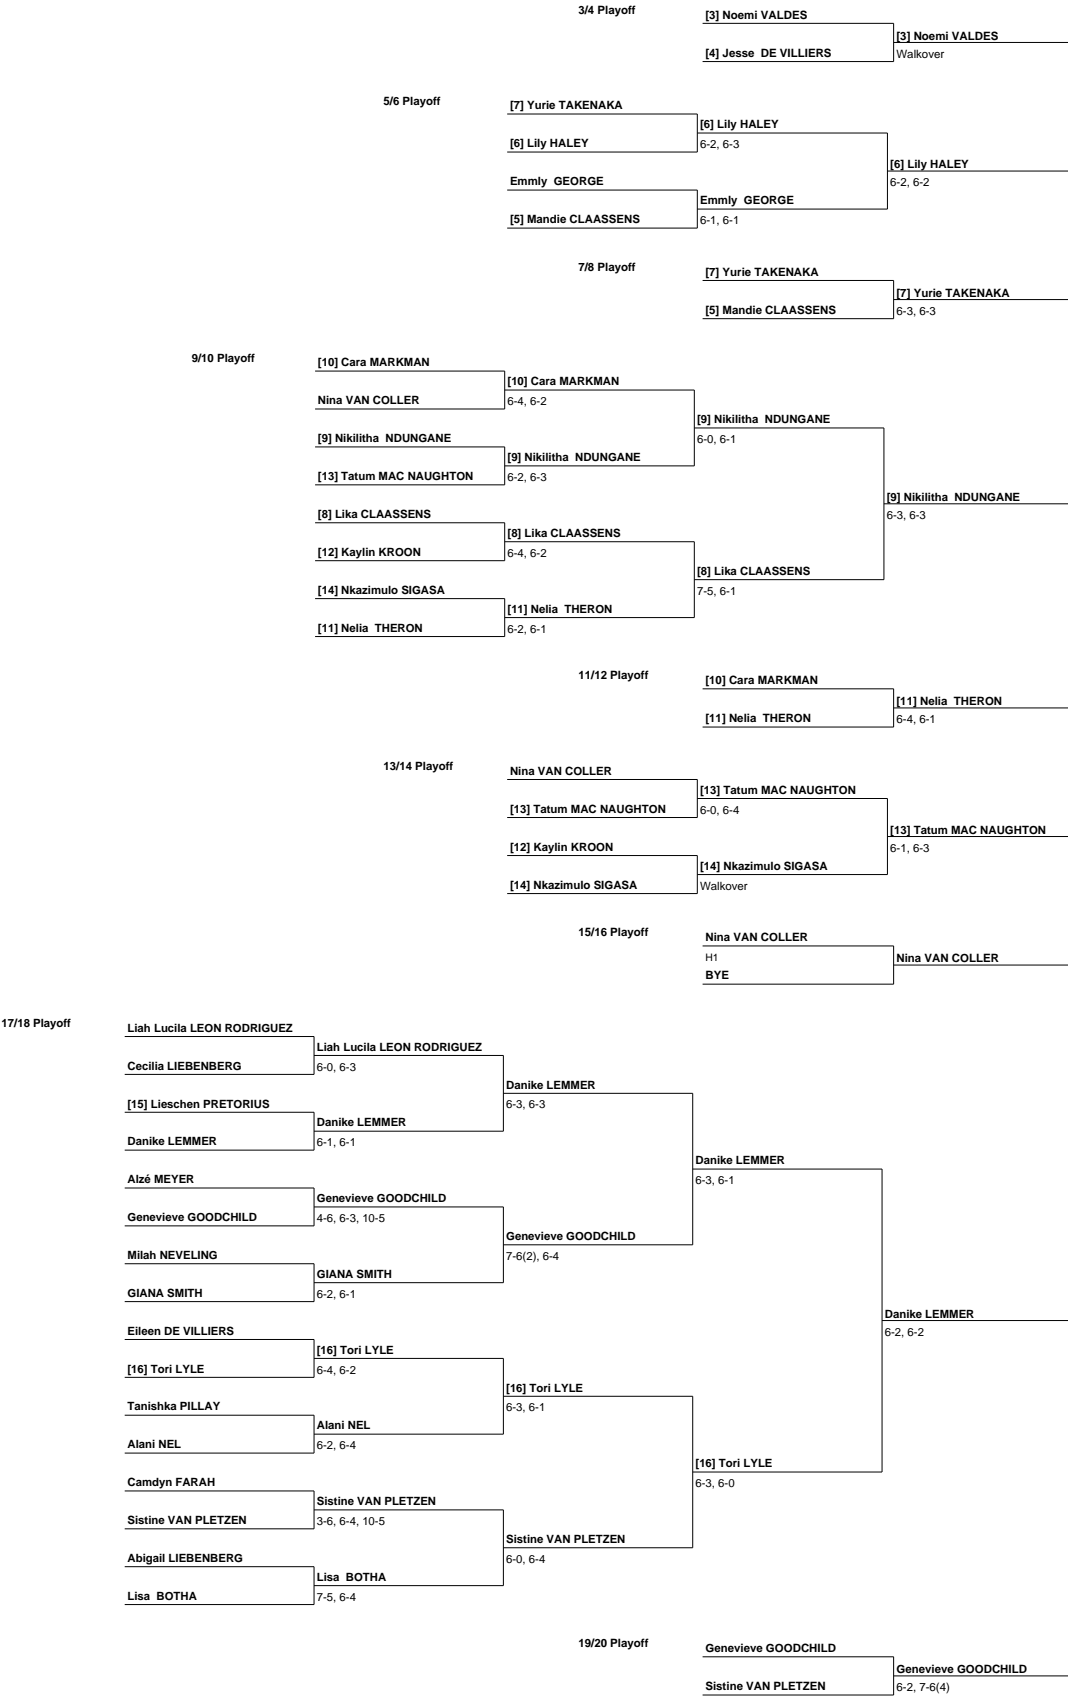 3/4 Playoff
[3] Noemi VALDES
[3] Noemi VALDES
[4] Jesse DE VILLIERS
Walkover
5/6 Playoff
[7] Yurie TAKENAKA
[6] Lily HALEY
[6] Lily HALEY
6-2, 6-3
[6] Lily HALEY
Emmly GEORGE
6-2, 6-2
Emmly GEORGE
[5] Mandie CLAASSENS
6-1, 6-1
7/8 Playoff
[7] Yurie TAKENAKA
[7] Yurie TAKENAKA
[5] Mandie CLAASSENS
6-3, 6-3
9/10 Playoff
[10] Cara MARKMAN
[10] Cara MARKMAN
Nina VAN COLLER
6-4, 6-2
[9] Nikilitha NDUNGANE
[9] Nikilitha NDUNGANE
6-0, 6-1
[9] Nikilitha NDUNGANE
[13] Tatum MAC NAUGHTON
6-2, 6-3
[9] Nikilitha NDUNGANE
[8] Lika CLAASSENS
6-3, 6-3
[8] Lika CLAASSENS
[12] Kaylin KROON
6-4, 6-2
[8] Lika CLAASSENS
[14] Nkazimulo SIGASA
7-5, 6-1
[11] Nelia THERON
[11] Nelia THERON
6-2, 6-1
11/12 Playoff
[10] Cara MARKMAN
[11] Nelia THERON
[11] Nelia THERON
6-4, 6-1
13/14 Playoff
Nina VAN COLLER
[13] Tatum MAC NAUGHTON
[13] Tatum MAC NAUGHTON
6-0, 6-4
[13] Tatum MAC NAUGHTON
[12] Kaylin KROON
6-1, 6-3
[14] Nkazimulo SIGASA
[14] Nkazimulo SIGASA
Walkover
15/16 Playoff
Nina VAN COLLER
H1
Nina VAN COLLER
BYE
17/18 Playoff
Liah Lucila LEON RODRIGUEZ
Liah Lucila LEON RODRIGUEZ
Cecilia LIEBENBERG
6-0, 6-3
Danike LEMMER
[15] Lieschen PRETORIUS
6-3, 6-3
Danike LEMMER
Danike LEMMER
6-1, 6-1
Danike LEMMER
Alzé MEYER
6-3, 6-1
Genevieve GOODCHILD
Genevieve GOODCHILD
4-6, 6-3, 10-5
Genevieve GOODCHILD
Milah NEVELING
7-6(2), 6-4
GIANA SMITH
GIANA SMITH
6-2, 6-1
Danike LEMMER
Eileen DE VILLIERS
6-2, 6-2
[16] Tori LYLE
[16] Tori LYLE
6-4, 6-2
[16] Tori LYLE
Tanishka PILLAY
6-3, 6-1
Alani NEL
Alani NEL
6-2, 6-4
[16] Tori LYLE
Camdyn FARAH
6-3, 6-0
Sistine VAN PLETZEN
Sistine VAN PLETZEN
3-6, 6-4, 10-5
Sistine VAN PLETZEN
Abigail LIEBENBERG
6-0, 6-4
Lisa BOTHA
Lisa BOTHA
7-5, 6-4
19/20 Playoff
Genevieve GOODCHILD
Genevieve GOODCHILD
Sistine VAN PLETZEN
6-2, 7-6(4)